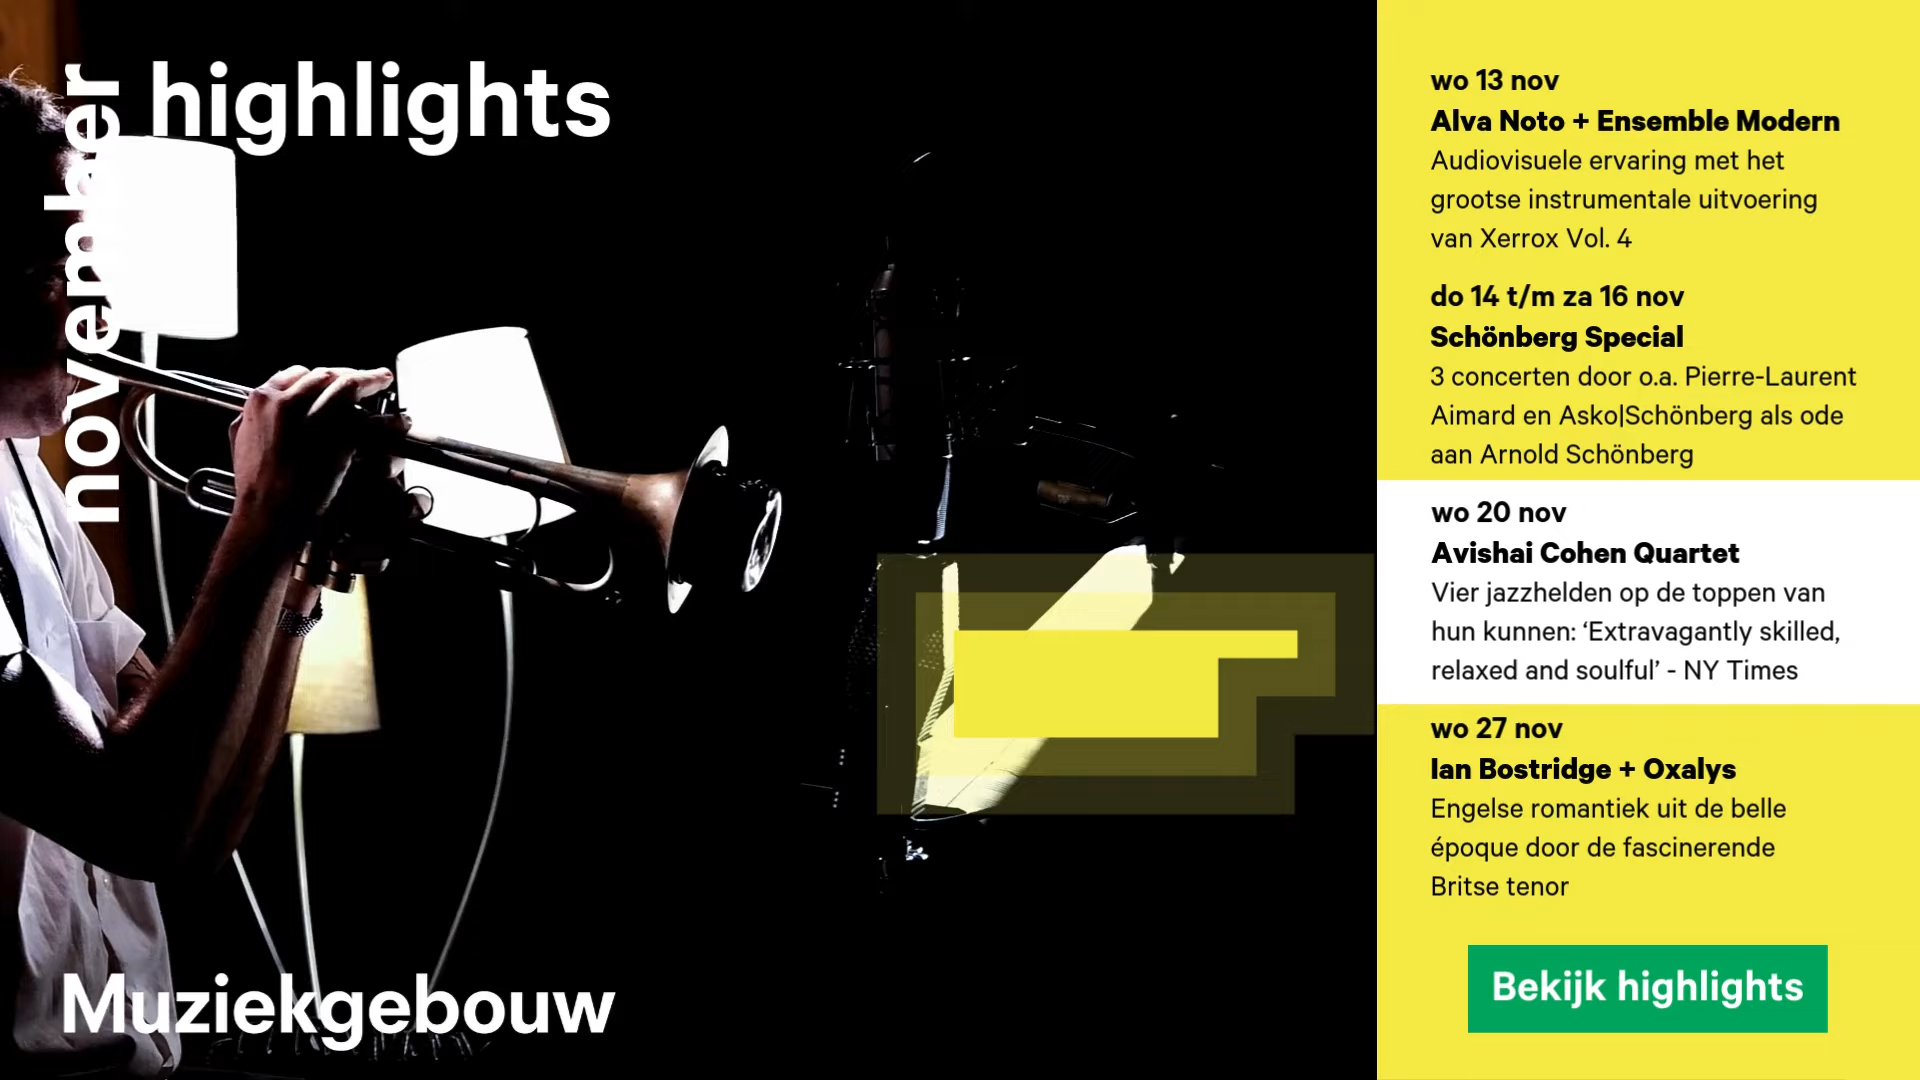 november
highlights
wo 13 nov
Alva Noto + Ensemble Modern
Audiovisuele ervaring met het
grootse instrumentale uitvoering
van Xerrox Vol. 4
do 14 t/m za 16 nov
Schönberg Special
3 concerten door o.a. Pierre-Laurent
Aimard en Asko|Schönberg als ode
aan Arnold Schönberg
wo 20 nov
Avishai Cohen Quartet
Vier jazzhelden op de toppen van
hun kunnen: ‘Extravagantly skilled,
relaxed and soulful’ - NY Times
wo 27 nov
Ian Bostridge + Oxalys
Engelse romantiek uit de belle
époque door de fascinerende
Britse tenor
Bekijk highlights
Muziekgebouw